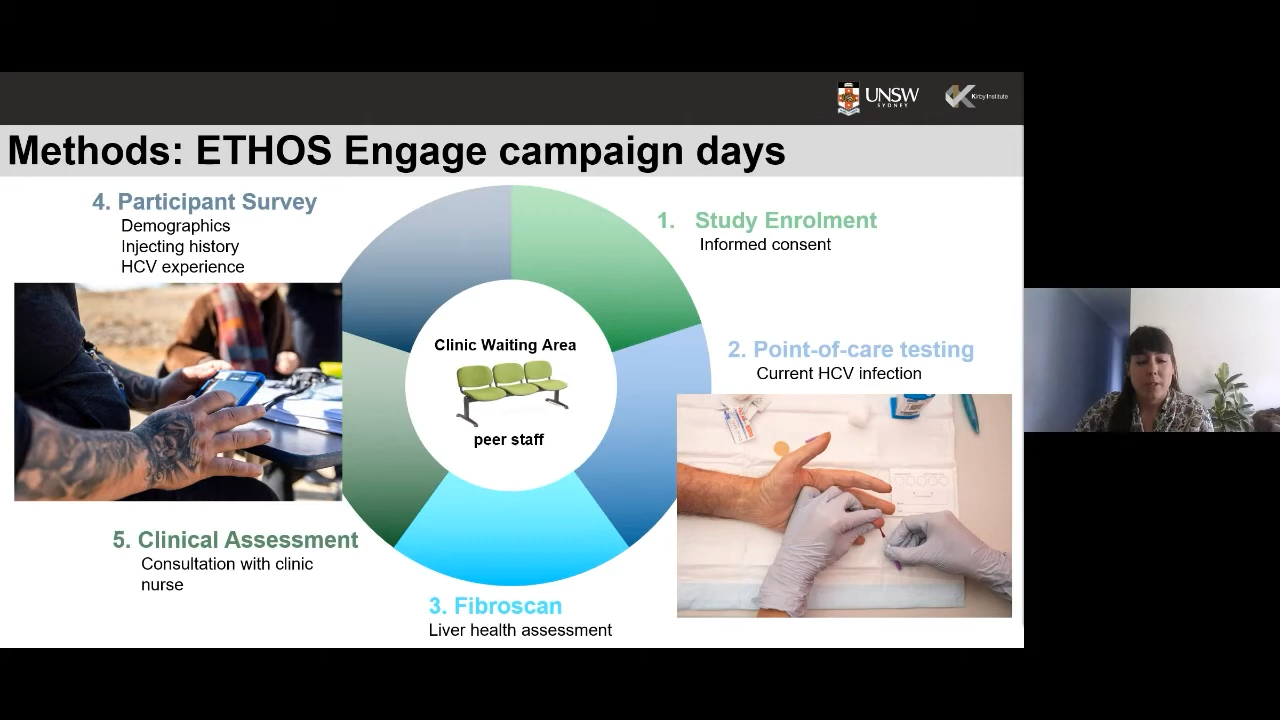 UNSW
SYDNEY
Kirby Institute
Methods: ETHOS Engage campaign days
4. Participant Survey
Demographics
Injecting history
HCV experience
1. Study Enrolment
Informed consent
Clinic Waiting Area
peer staff
2. Point-of-care testing
Current HCV infection
5. Clinical Assessment
Consultation with clinic
nurse
3. Fibroscan
Liver health assessment